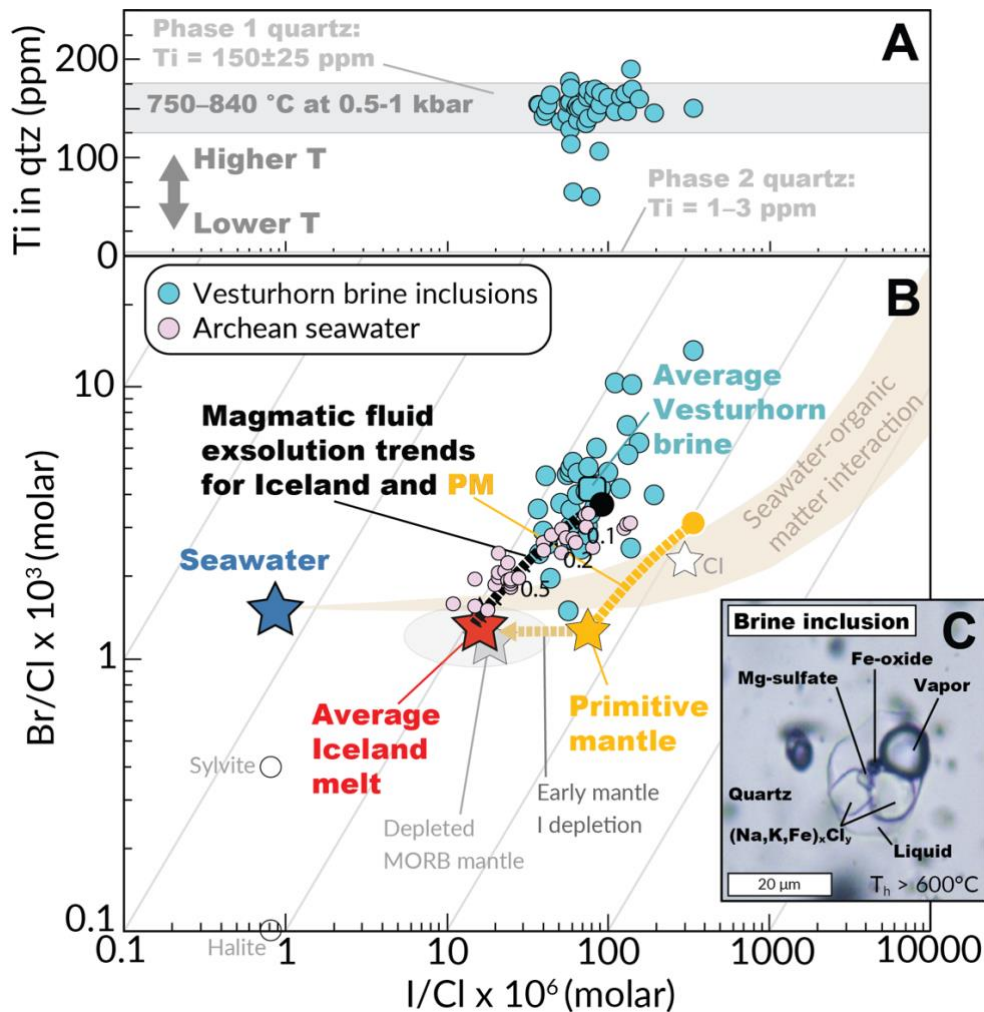 A
Phase 1 quartz:
Ti = 150±25 ppm
750–840 °C at 0.5-1 kbar
Higher T
Lower T
Phase 2 quartz:
Ti = 1–3 ppm
Ti in qtz (ppm)
200
100
0
B
Vesturhorn brine inclusions
Archean seawater
Average
Vesturhorn
brine
Magmatic fluid
exsolution trends
for Iceland and PM
Seawater-organic
matter interaction
Seawater
0.1
0.2
0.5
CI
Average
Iceland
melt
Primitive
mantle
Early mantle
I depletion
Depleted
MORB mantle
Sylvite
Halite
Br/Cl x 10³ (molar)
10
1
0.1
C
Brine inclusion
Fe-oxide
Mg-sulfate
Vapor
Quartz
(Na,K,Fe)ₓClᵧ
Liquid
20 µm
Tₕ > 600°C
0.1
1
10
100
1000
10000
I/Cl x 10⁶ (molar)